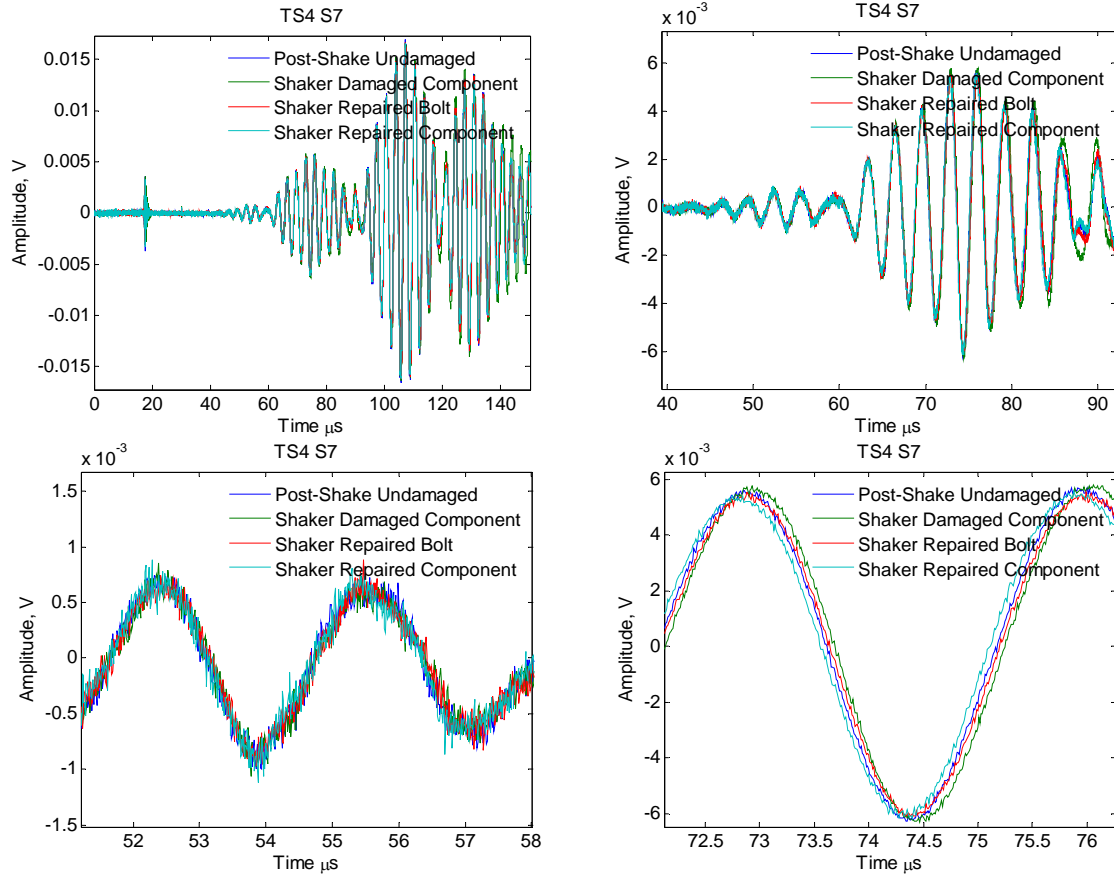 TS4 S7
Post-Shake Undamaged
Shaker Damaged Component
Shaker Repaired Bolt
Shaker Repaired Component
0.015
0.01
0.005
0
-0.005
-0.01
-0.015
Amplitude, V
0 20 40 60 80 100 120 140
Time μs
TS4 S7
x 10^-3
Post-Shake Undamaged
Shaker Damaged Component
Shaker Repaired Bolt
Shaker Repaired Component
6
4
2
0
-2
-4
-6
Amplitude, V
40 50 60 70 80 90
Time μs
TS4 S7
x 10^-3
Post-Shake Undamaged
Shaker Damaged Component
Shaker Repaired Bolt
Shaker Repaired Component
1.5
1
0.5
0
-0.5
-1
-1.5
Amplitude, V
52 53 54 55 56 57 58
Time μs
TS4 S7
x 10^-3
Post-Shake Undamaged
Shaker Damaged Component
Shaker Repaired Bolt
Shaker Repaired Component
6
4
2
0
-2
-4
-6
Amplitude, V
72.5 73 73.5 74 74.5 75 75.5 76
Time μs